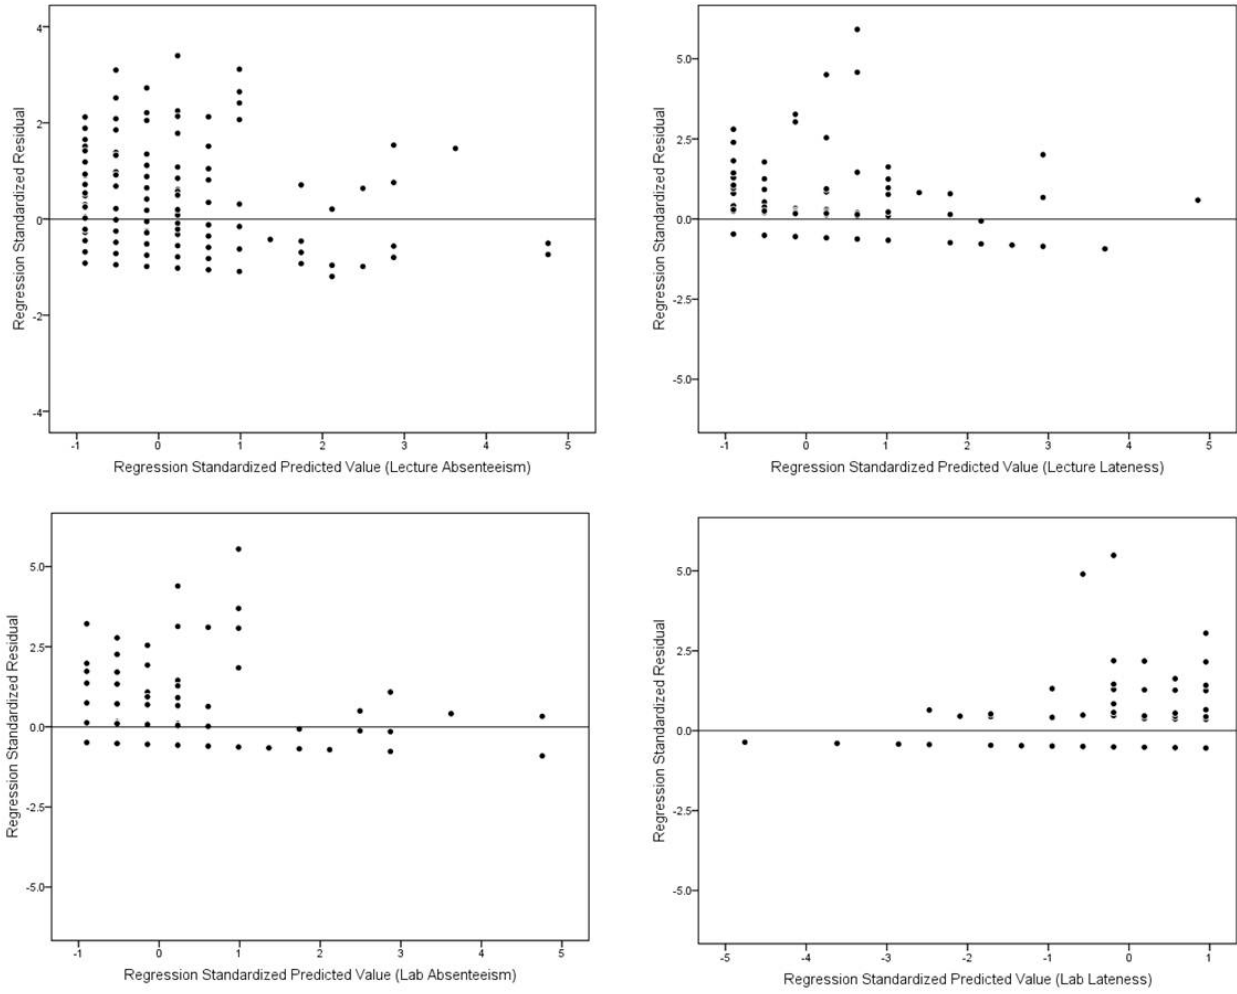 4
2
0
-2
-4
-1 0 1 2 3 4 5
Regression Standardized Residual
Regression Standardized Predicted Value (Lecture Absenteeism)
5.0
2.5
0.0
-2.5
-5.0
-1 0 1 2 3 4 5
Regression Standardized Residual
Regression Standardized Predicted Value (Lecture Lateness)
5.0
2.5
0.0
-2.5
-5.0
-1 0 1 2 3 4 5
Regression Standardized Residual
Regression Standardized Predicted Value (Lab Absenteeism)
5.0
2.5
0.0
-2.5
-5.0
-5 -4 -3 -2 -1 0 1
Regression Standardized Residual
Regression Standardized Predicted Value (Lab Lateness)